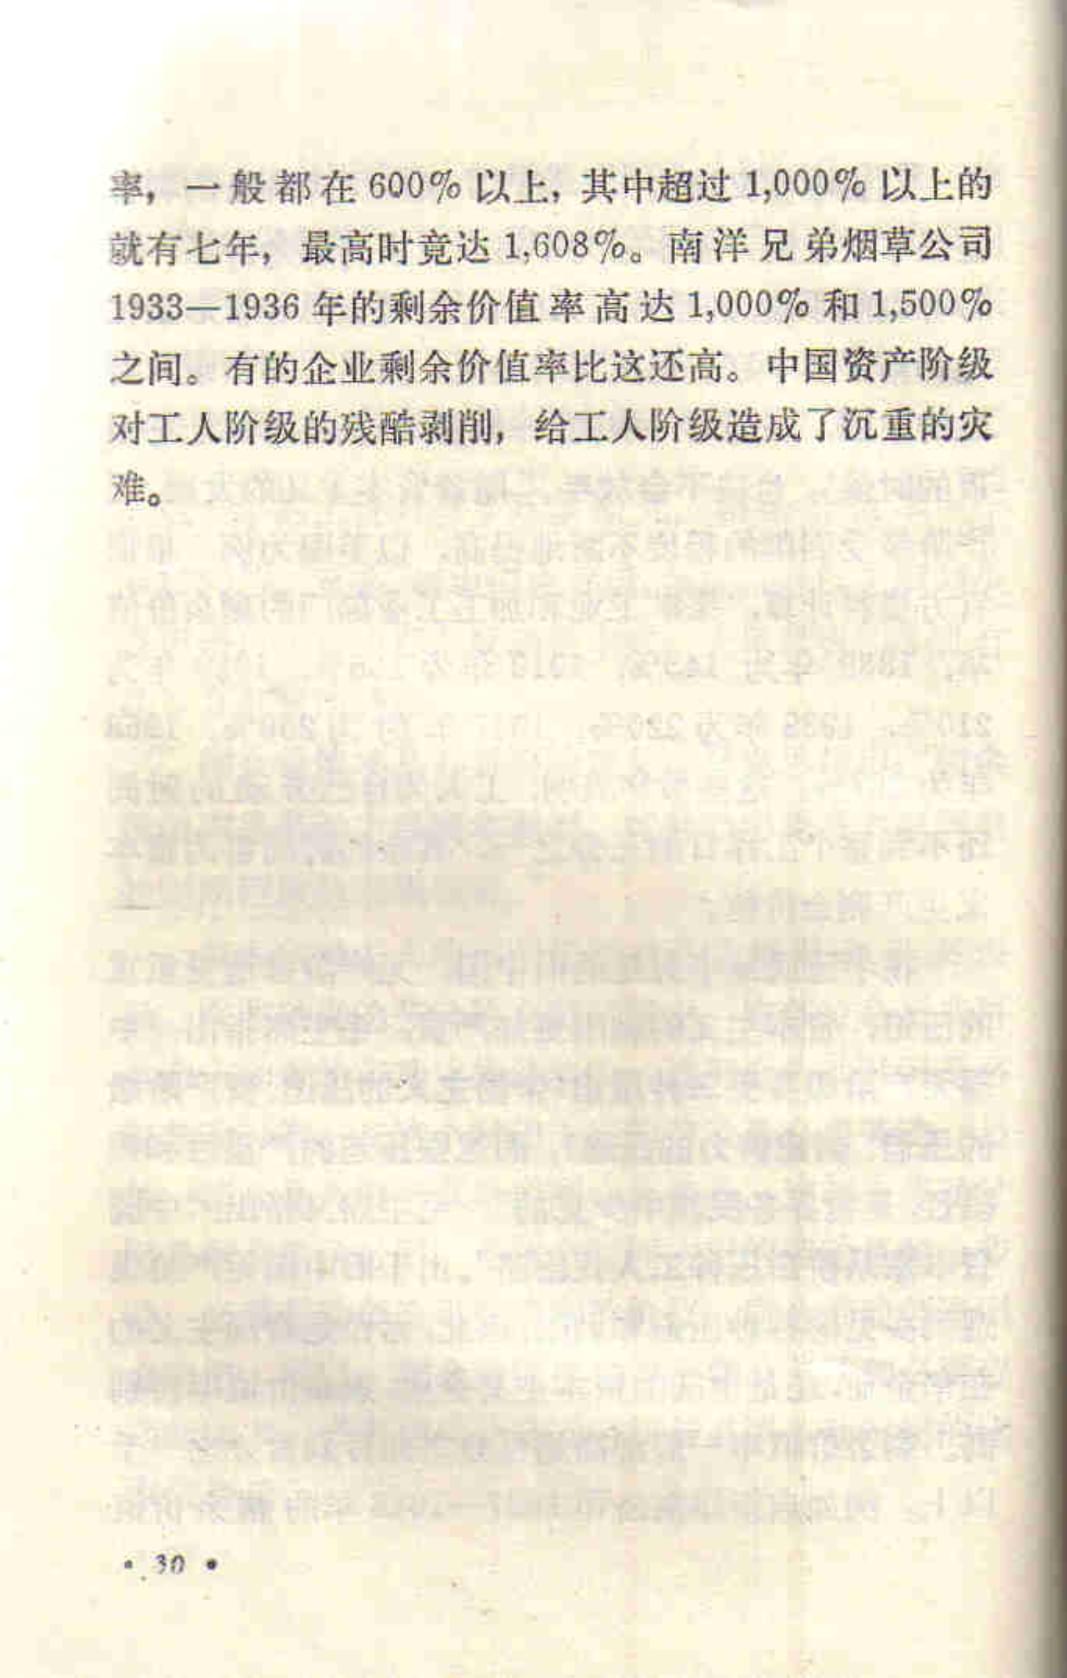 率，一般都在600%以上，其中超过1,000%以上的
就有七年，最高时竟达1,608%。南洋兄弟烟草公司
1933—1936年的剩余价值率高达1,000%和1,500%
之间。有的企业剩余价值率比这还高。中国资产阶级
对工人阶级的残酷剥削，给工人阶级造成了沉重的灾
难。
• 30 •